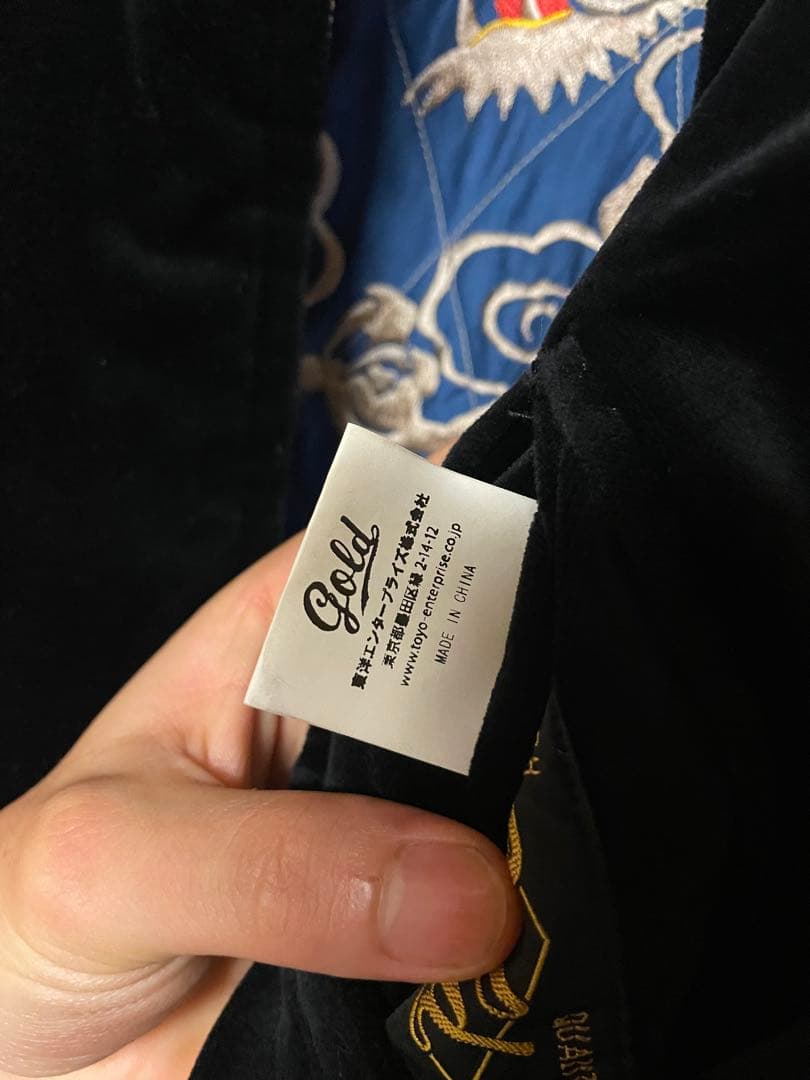 gold
東洋エンタープライズ株式会社
東京都墨田区緑 2-14-12
www.toyo-enterprise.co.jp
MADE IN CHINA